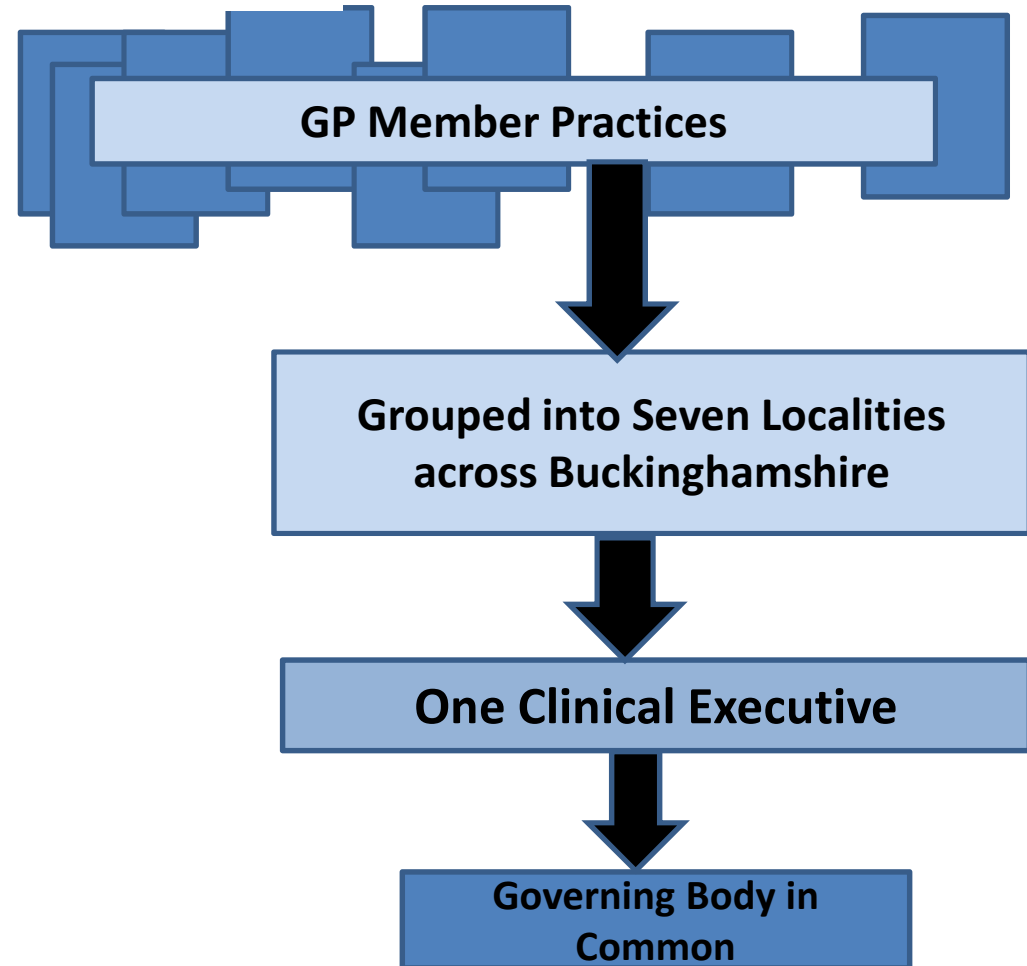 GP Member Practices
Grouped into Seven Localities
across Buckinghamshire
One Clinical Executive
Governing Body in
Common